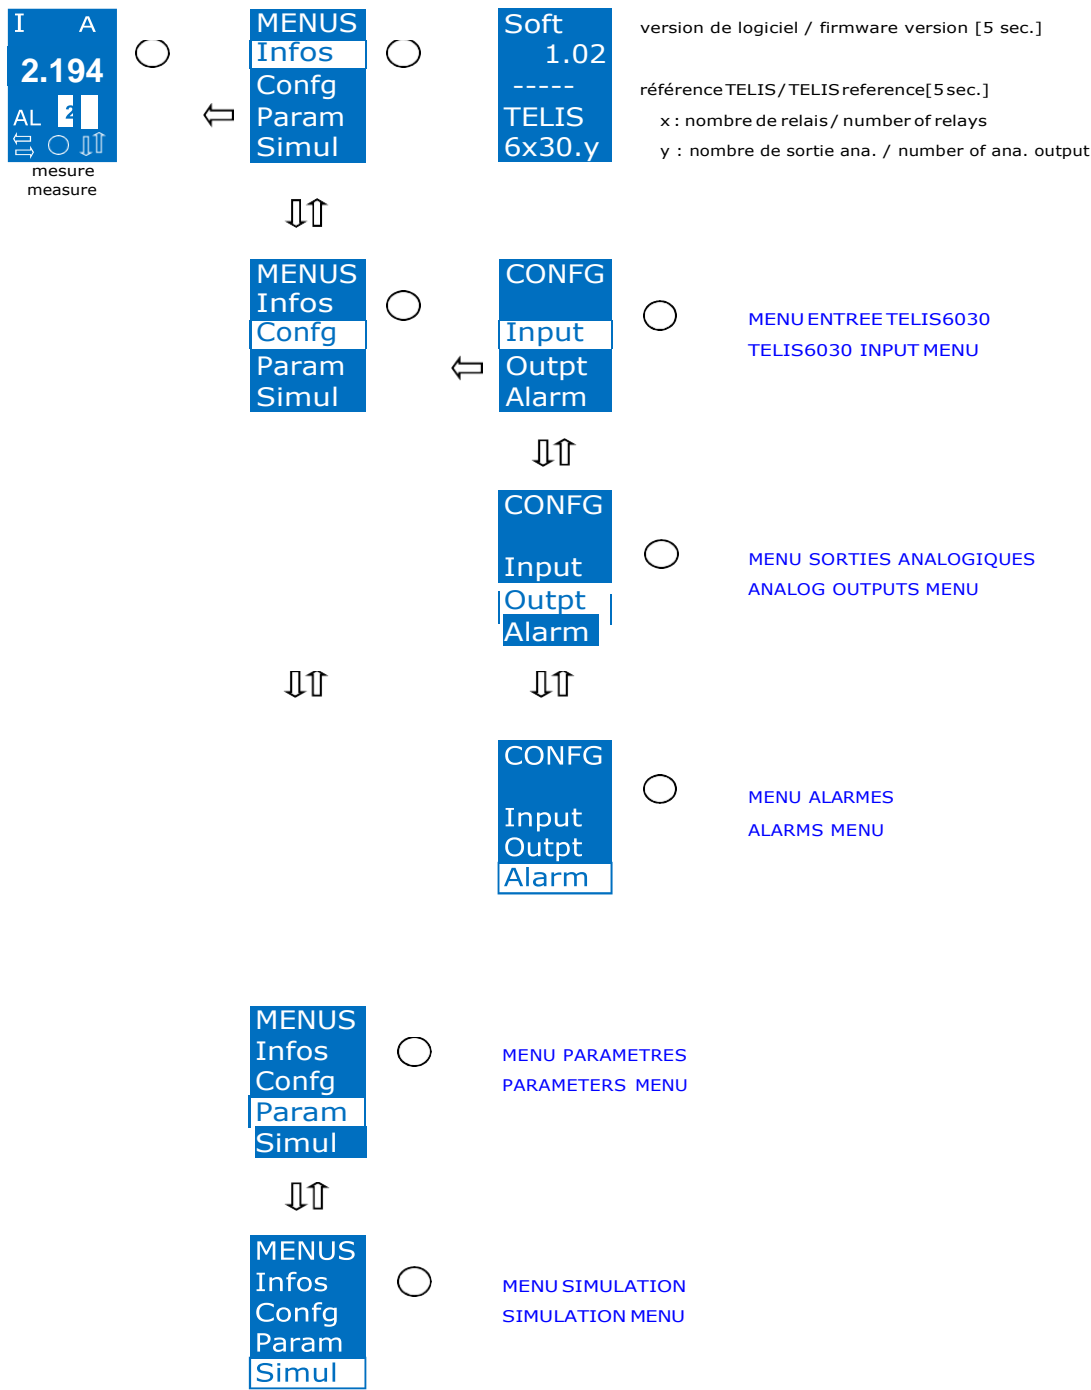 I A
2.194
AL 2
mesure
measure
MENUS
Infos
Confg
Param
Simul
Soft
1.02
-----
TELIS
6x30.y
version de logiciel / firmware version [5 sec.]
référence TELIS / TELIS reference [5 sec.]
x : nombre de relais / number of relays
y : nombre de sortie ana. / number of ana. output
MENUS
Infos
Confg
Param
Simul
CONFG
Input
Outpt
Alarm
MENU ENTREE TELIS6030
TELIS6030 INPUT MENU
CONFG
Input
Outpt
Alarm
MENU SORTIES ANALOGIQUES
ANALOG OUTPUTS MENU
CONFG
Input
Outpt
Alarm
MENU ALARMES
ALARMS MENU
MENUS
Infos
Confg
Param
Simul
MENU PARAMETRES
PARAMETERS MENU
MENUS
Infos
Confg
Param
Simul
MENU SIMULATION
SIMULATION MENU